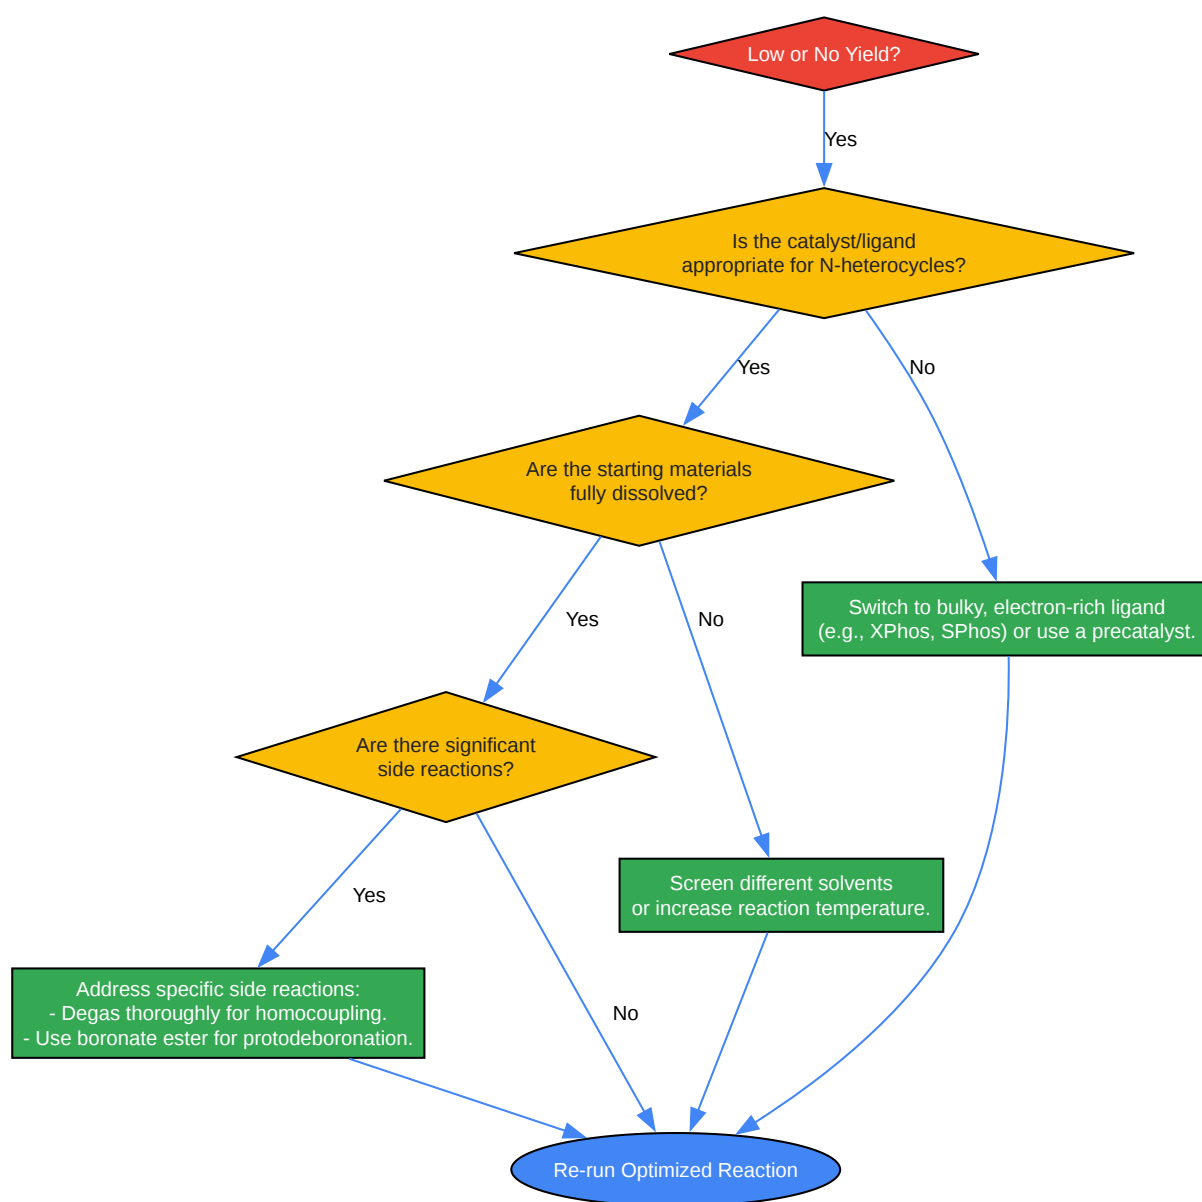 Low or No Yield?
Yes
Is the catalyst/ligand
appropriate for N-heterocycles?
Yes
No
Are the starting materials
fully dissolved?
Yes
No
Switch to bulky, electron-rich ligand
(e.g., XPhos, SPhos) or use a precatalyst.
Are there significant
side reactions?
Yes
No
Screen different solvents
or increase reaction temperature.
Address specific side reactions:
- Degas thoroughly for homocoupling.
- Use boronate ester for protodeboronation.
Re-run Optimized Reaction